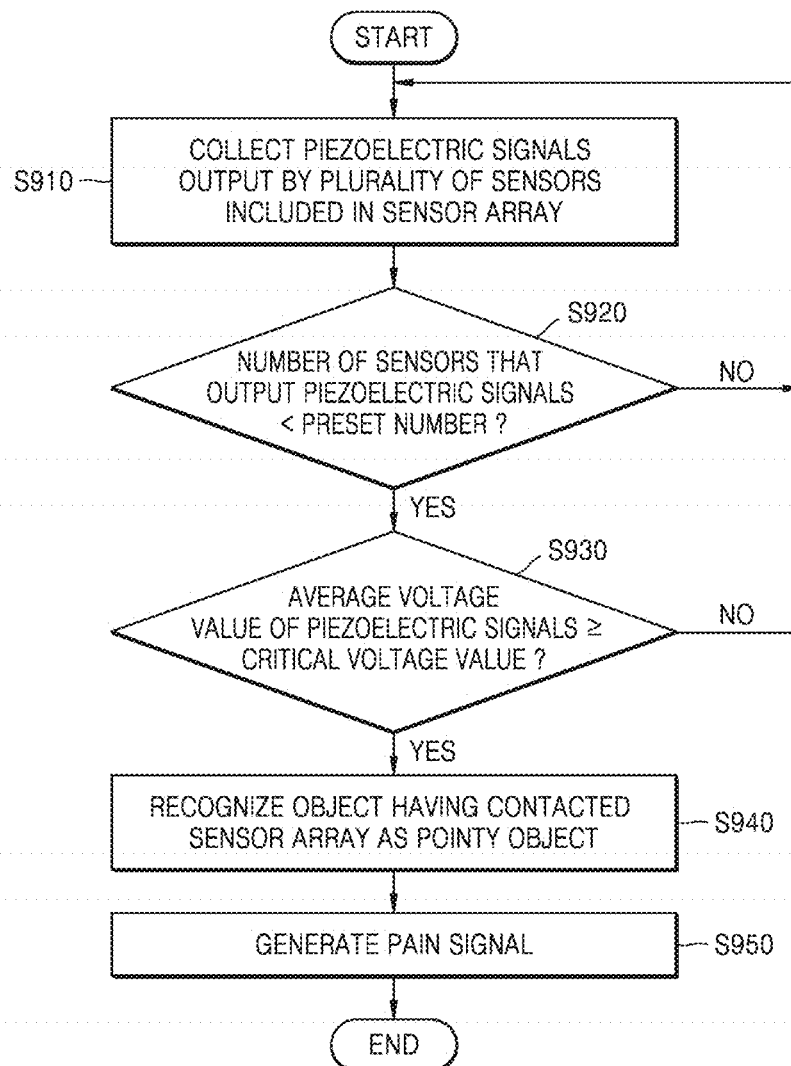 START
S910
COLLECT PIEZOELECTRIC SIGNALS
OUTPUT BY PLURALITY OF SENSORS
INCLUDED IN SENSOR ARRAY
S920
NUMBER OF SENSORS THAT
OUTPUT PIEZOELECTRIC SIGNALS
< PRESET NUMBER ?
NO
YES
S930
AVERAGE VOLTAGE
VALUE OF PIEZOELECTRIC SIGNALS ≥
CRITICAL VOLTAGE VALUE ?
NO
YES
RECOGNIZE OBJECT HAVING CONTACTED
SENSOR ARRAY AS POINTY OBJECT
S940
GENERATE PAIN SIGNAL
S950
END